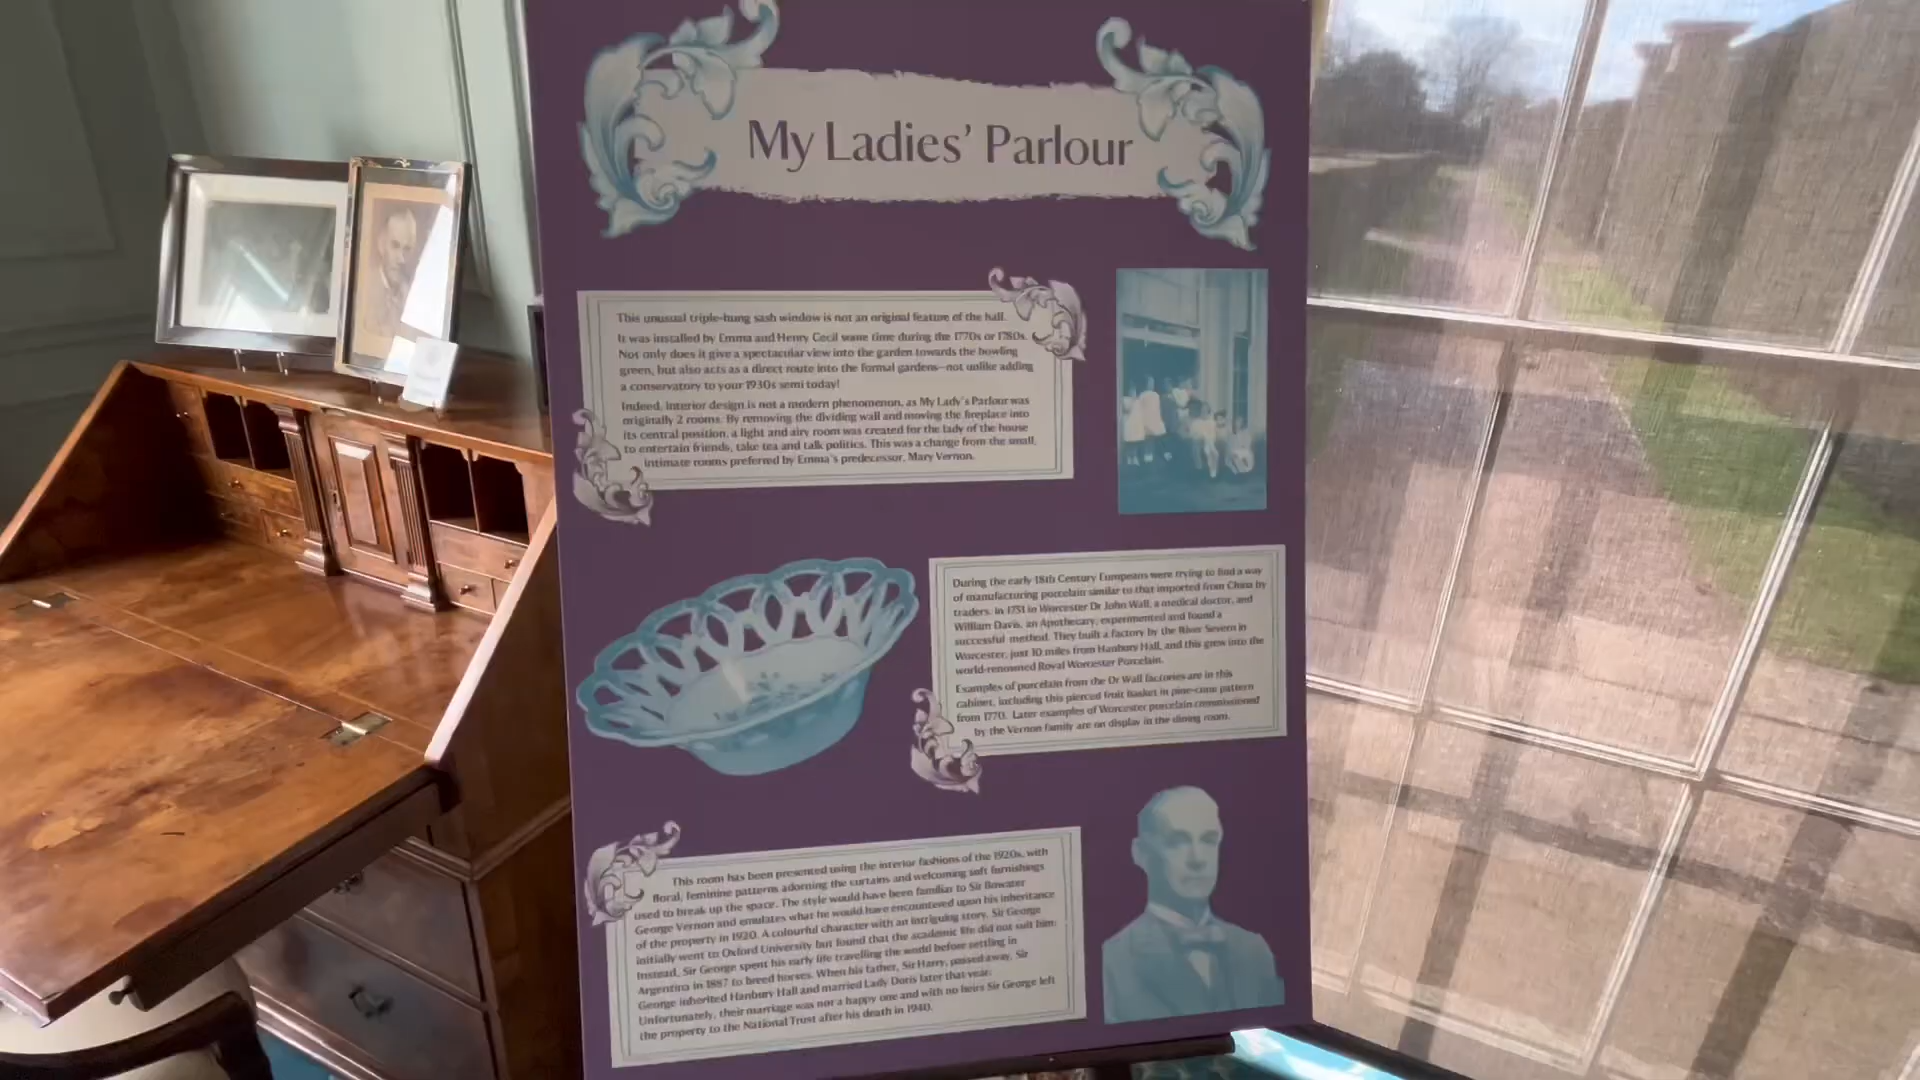 My Ladies’ Parlour
This unusual triple-hung sash window is not an original feature of the hall.
It was installed by Emma and Henry Cecil some time during the 1770s or 1780s.
Not only does it give a spectacular view into the garden towards the bowling
green, but also acts as a direct route into the formal gardens—not unlike adding
a conservatory to your 1930s semi today!
Indeed, interior design is not a modern phenomenon, as My Lady's Parlour was
originally 2 rooms. By removing the dividing wall and moving the fireplace into
its central position, a light and airy room was created for the lady of the house
to entertain friends, take tea and talk politics. This was a change from the small,
intimate rooms preferred by Emma's predecessor, Mary Vernon.
During the early 18th Century Europeans were trying to find a way
of manufacturing porcelain similar to that imported from China by
traders. In 1751 in Worcester Dr John Wall, a medical doctor, and
William Davis, an Apothecary, experimented and found a
successful method. They built a factory by the River Severn in
Worcester, just 10 miles from Hanbury Hall, and this grew into the
world-renowned Royal Worcester Porcelain.
Examples of porcelain from the Dr Wall factories are in this
cabinet, including this pierced fruit basket in pine-cone pattern
from 1770. Later examples of Worcester porcelain commissioned
by the Vernon family are on display in the dining room.
This room has been presented using the interior fashions of the 1920s, with
floral, feminine patterns adorning the curtains and welcoming soft furnishings
used to break up the space. The style would have been familiar to Sir Bowater
George Vernon and emulates what he would have encountered upon his inheritance
of the property in 1920. A colourful character with an intriguing story, Sir George
initially went to Oxford University but found that the academic life did not suit him;
instead, Sir George spent his early life travelling the world before settling in
Argentina in 1887 to breed horses. When his father, Sir Harry, passed away, Sir
George inherited Hanbury Hall and married Lady Doris later that year.
Unfortunately, their marriage was not a happy one and with no heirs Sir George left
the property to the National Trust after his death in 1940.